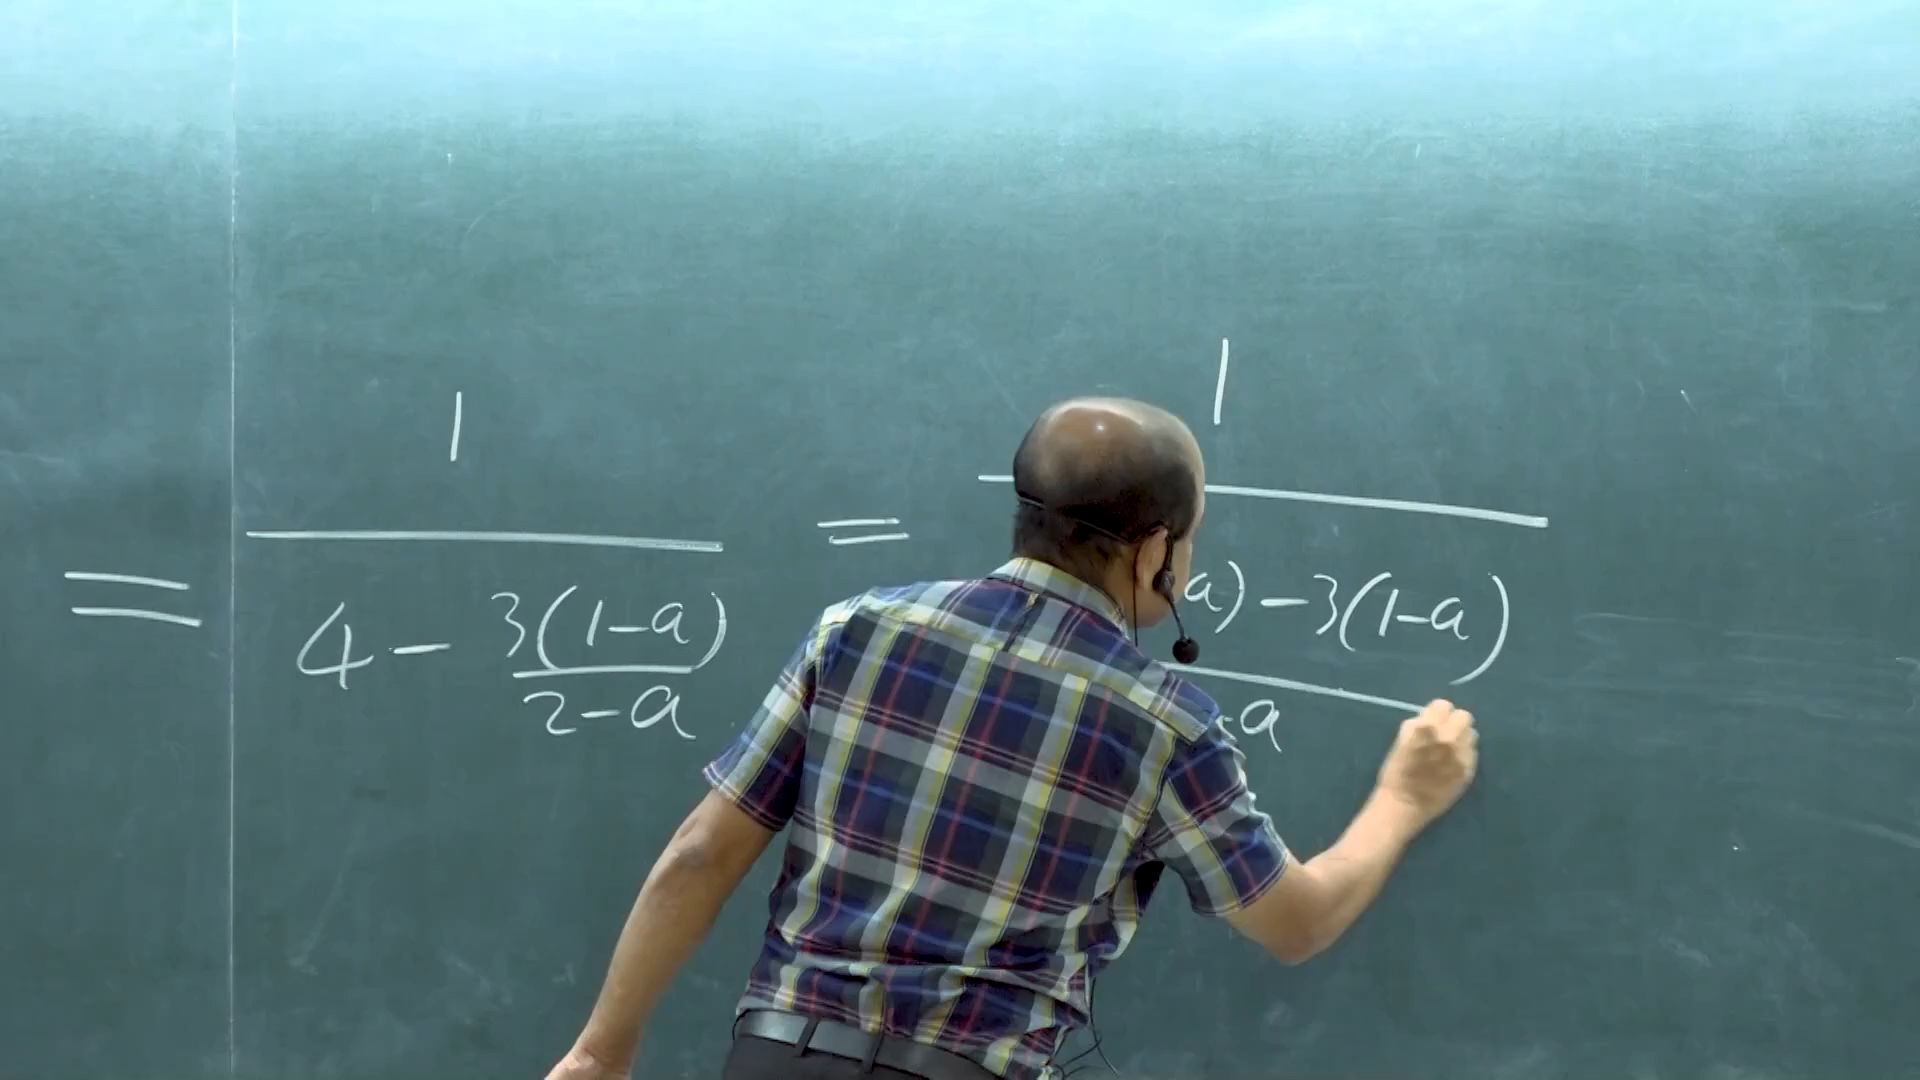 = 1 / (4 - 3(1-a) / (2-a)) = 1 / (a) - 3(1-a) / -a